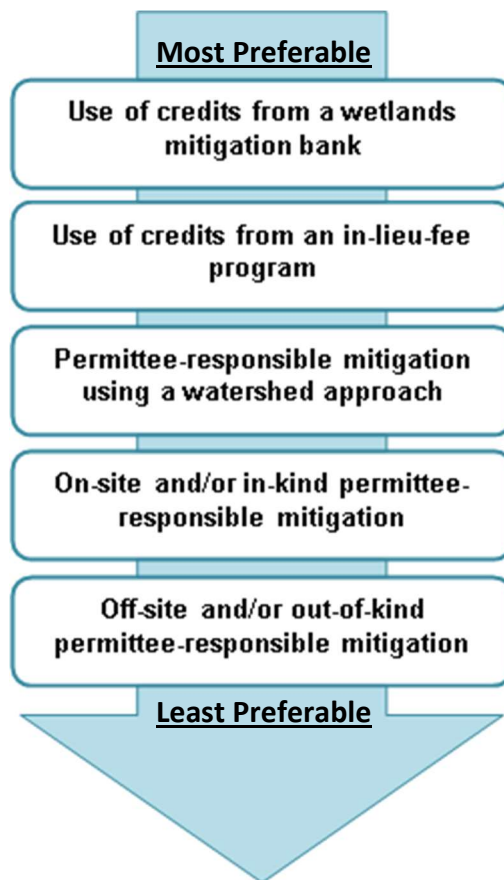 Most Preferable
Use of credits from a wetlands
mitigation bank
Use of credits from an in-lieu-fee
program
Permittee-responsible mitigation
using a watershed approach
On-site and/or in-kind permittee-
responsible mitigation
Off-site and/or out-of-kind
permittee-responsible mitigation
Least Preferable